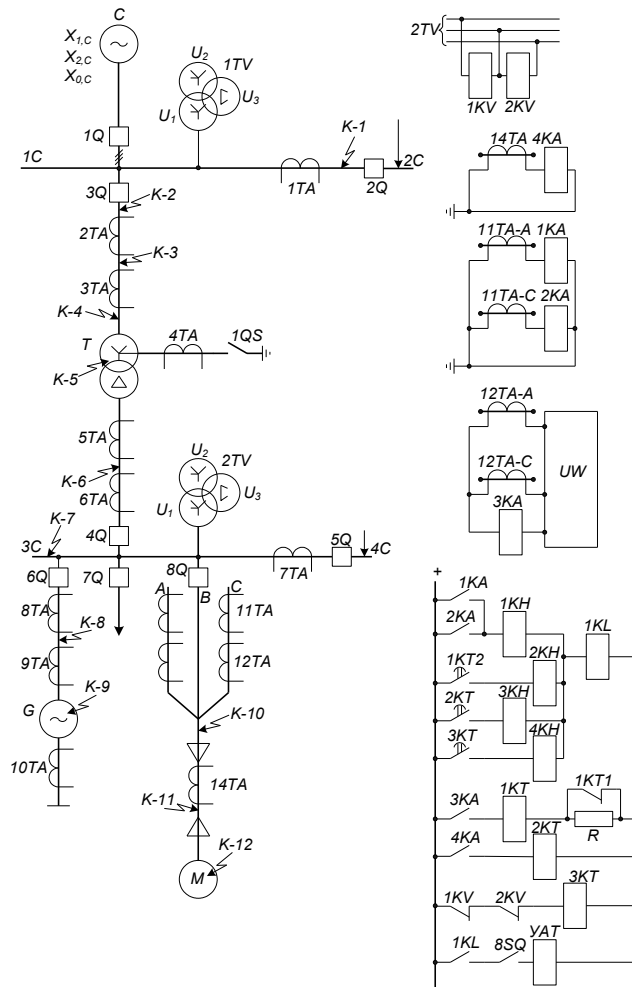 C
X1,C
X2,C
X0,C
U2
1TV
U1
U3
1Q
K-1
1C
2C
1TA
2Q
3Q
K-2
2TA
K-3
3TA
K-4
T
4TA
1QS
K-5
5TA
K-6
6TA
U2
2TV
U1
U3
K-7
4Q
5Q
3C
4C
7TA
6Q
7Q
8Q
A
B
C
8TA
11TA
K-8
9TA
12TA
G
K-9
K-10
10TA
14TA
K-11
K-12
M
2TV
1KV
2KV
14TA
4KA
11TA-A
1KA
11TA-C
2KA
12TA-A
12TA-C
UW
3KA
+
1KA
1KH
1KL
2KA
2KH
1KT2
3KH
2KT
4KH
3KT
1KT
1KT1
3KA
R
4KA
2KT
3KT
1KV
2KV
1KL
8SQ
УАТ